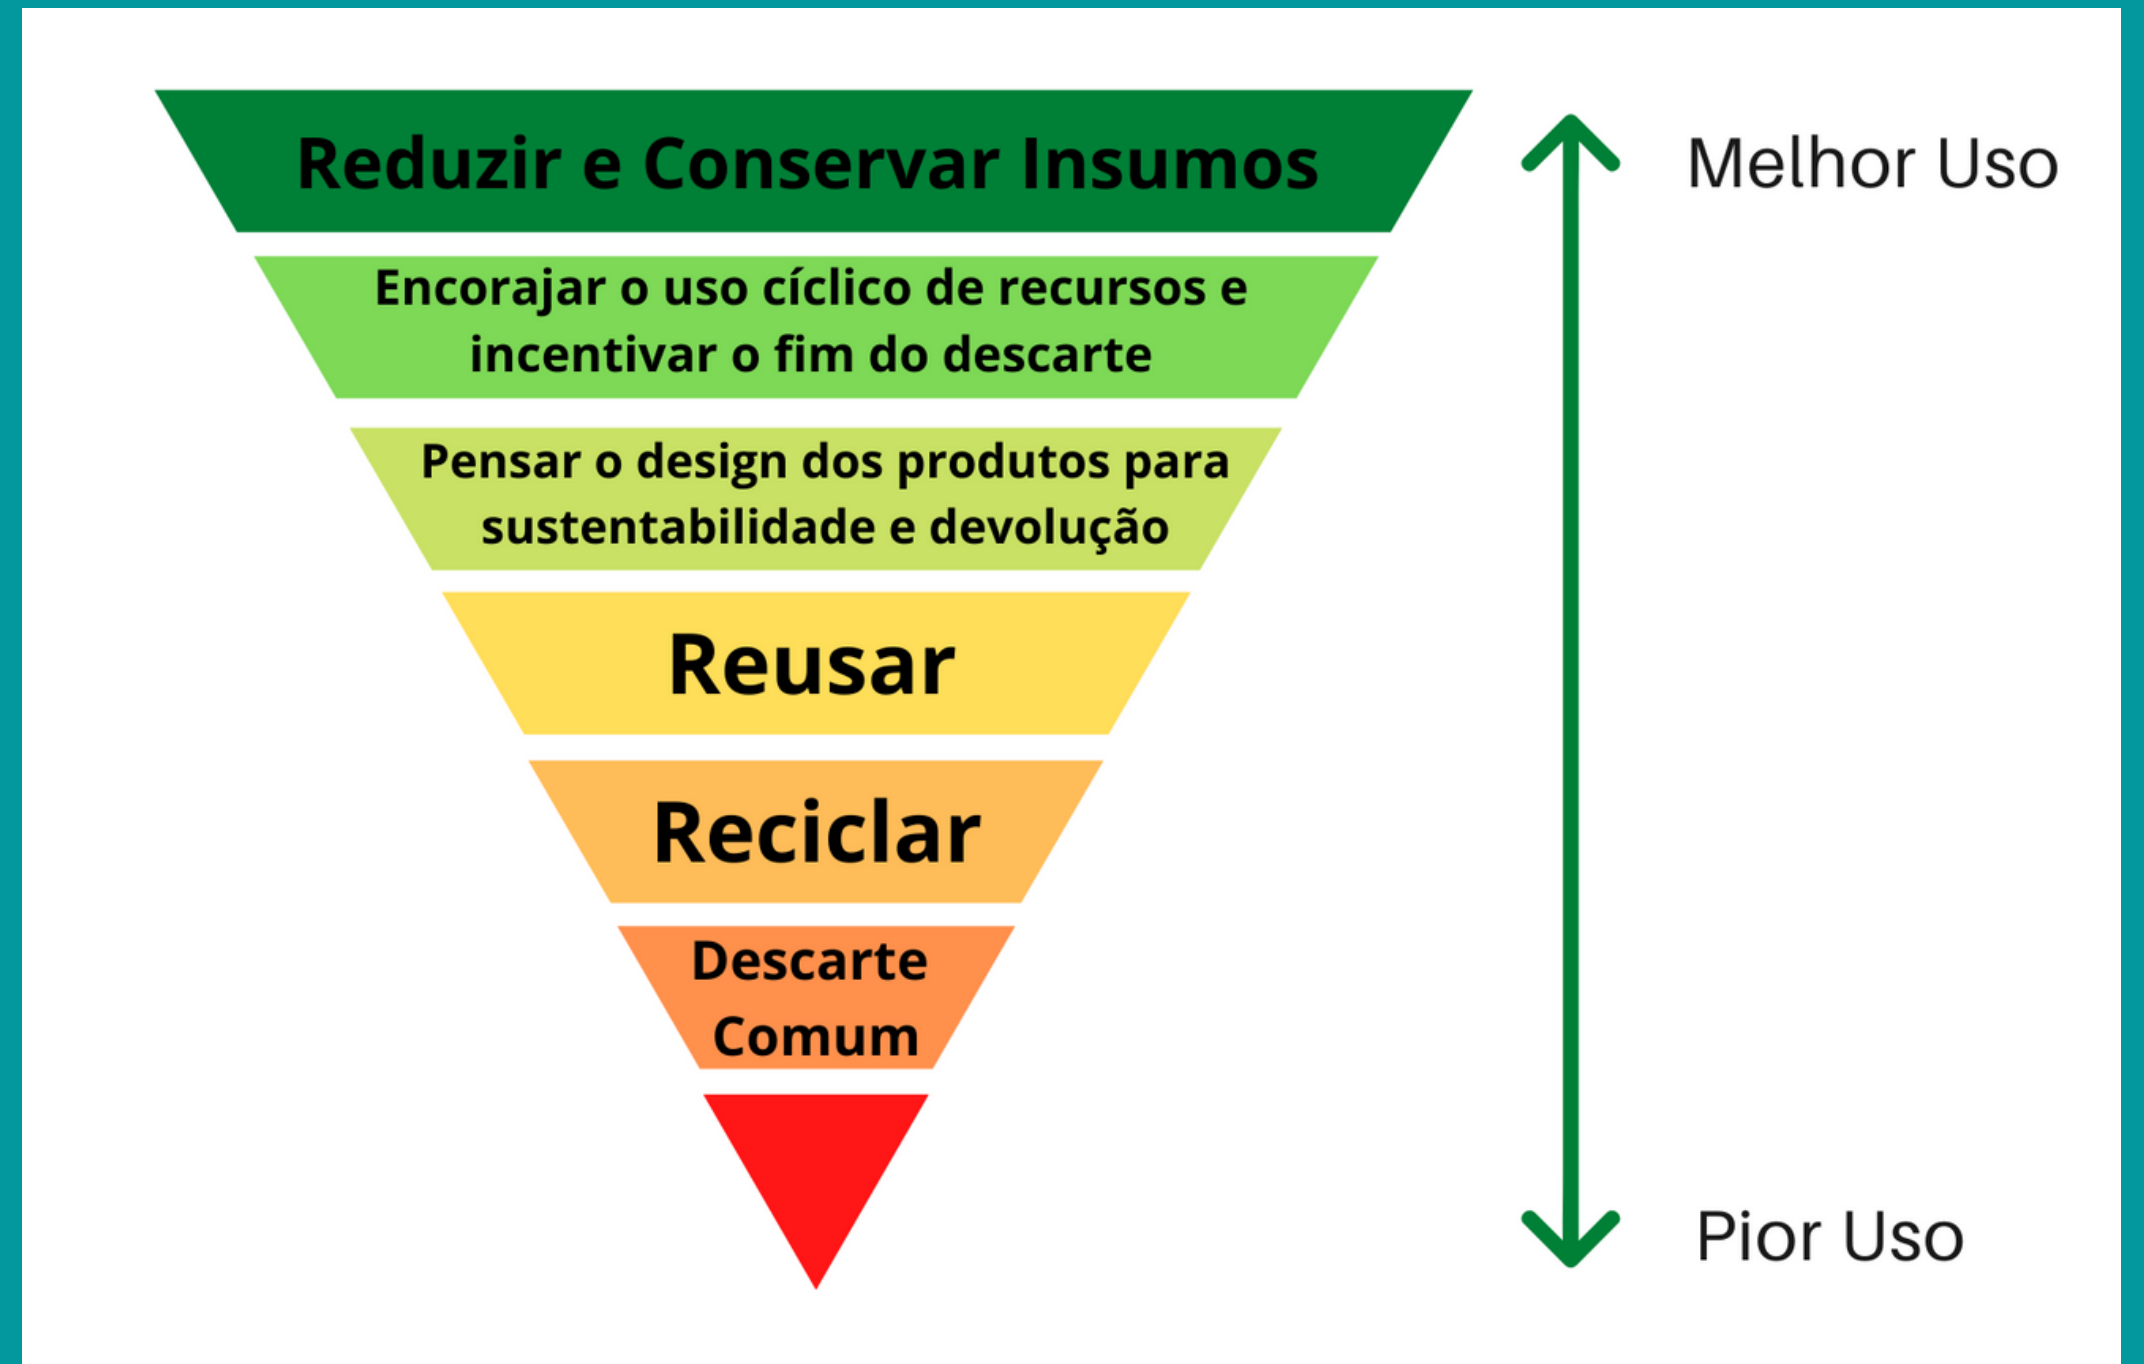 Reduzir e Conservar Insumos
Melhor Uso
Encorajar o uso cíclico de recursos e
incentivar o fim do descarte
Pensar o design dos produtos para
sustentabilidade e devolução
Reusar
Reciclar
Descarte
Comum
Pior Uso